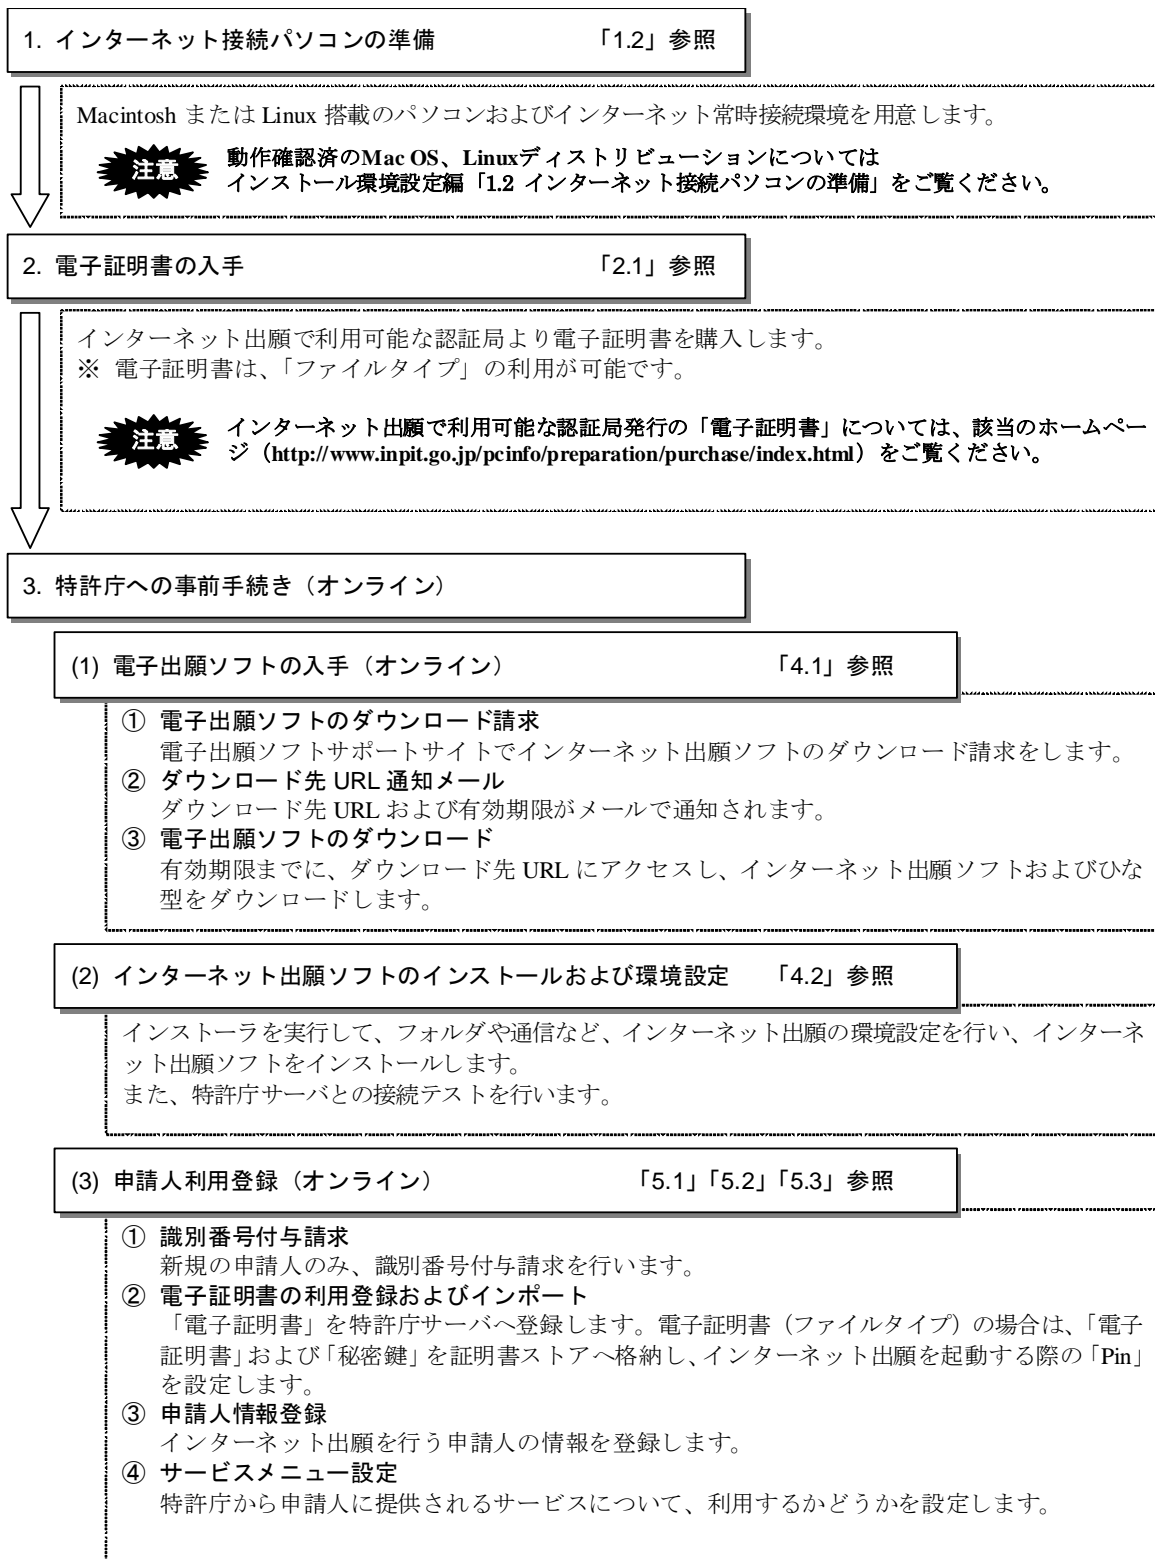 1. インターネット接続パソコンの準備 「1.2」参照
Macintosh または Linux 搭載のパソコンおよびインターネット常時接続環境を用意します。
注意 動作確認済のMac OS、Linuxディストリビューションについては
インストール環境設定編「1.2 インターネット接続パソコンの準備」をご覧ください。
2. 電子証明書の入手 「2.1」参照
インターネット出願で利用可能な認証局より電子証明書を購入します。
※ 電子証明書は、「ファイルタイプ」の利用が可能です。
注意 インターネット出願で利用可能な認証局発行の「電子証明書」については、該当のホームペー
ジ（http://www.inpit.go.jp/pcinfo/preparation/purchase/index.html）をご覧ください。
3. 特許庁への事前手続き（オンライン）
(1) 電子出願ソフトの入手（オンライン） 「4.1」参照
① 電子出願ソフトのダウンロード請求
電子出願ソフトサポートサイトでインターネット出願ソフトのダウンロード請求をします。
② ダウンロード先 URL 通知メール
ダウンロード先 URL および有効期限がメールで通知されます。
③ 電子出願ソフトのダウンロード
有効期限までに、ダウンロード先 URL にアクセスし、インターネット出願ソフトおよびひな
型をダウンロードします。
(2) インターネット出願ソフトのインストールおよび環境設定 「4.2」参照
インストーラを実行して、フォルダや通信など、インターネット出願の環境設定を行い、インターネ
ット出願ソフトをインストールします。
また、特許庁サーバとの接続テストを行います。
(3) 申請人利用登録（オンライン） 「5.1」「5.2」「5.3」参照
① 識別番号付与請求
新規の申請人のみ、識別番号付与請求を行います。
② 電子証明書の利用登録およびインポート
「電子証明書」を特許庁サーバへ登録します。電子証明書（ファイルタイプ）の場合は、「電子
証明書」および「秘密鍵」を証明書ストアへ格納し、インターネット出願を起動する際の「Pin」
を設定します。
③ 申請人情報登録
インターネット出願を行う申請人の情報を登録します。
④ サービスメニュー設定
特許庁から申請人に提供されるサービスについて、利用するかどうかを設定します。